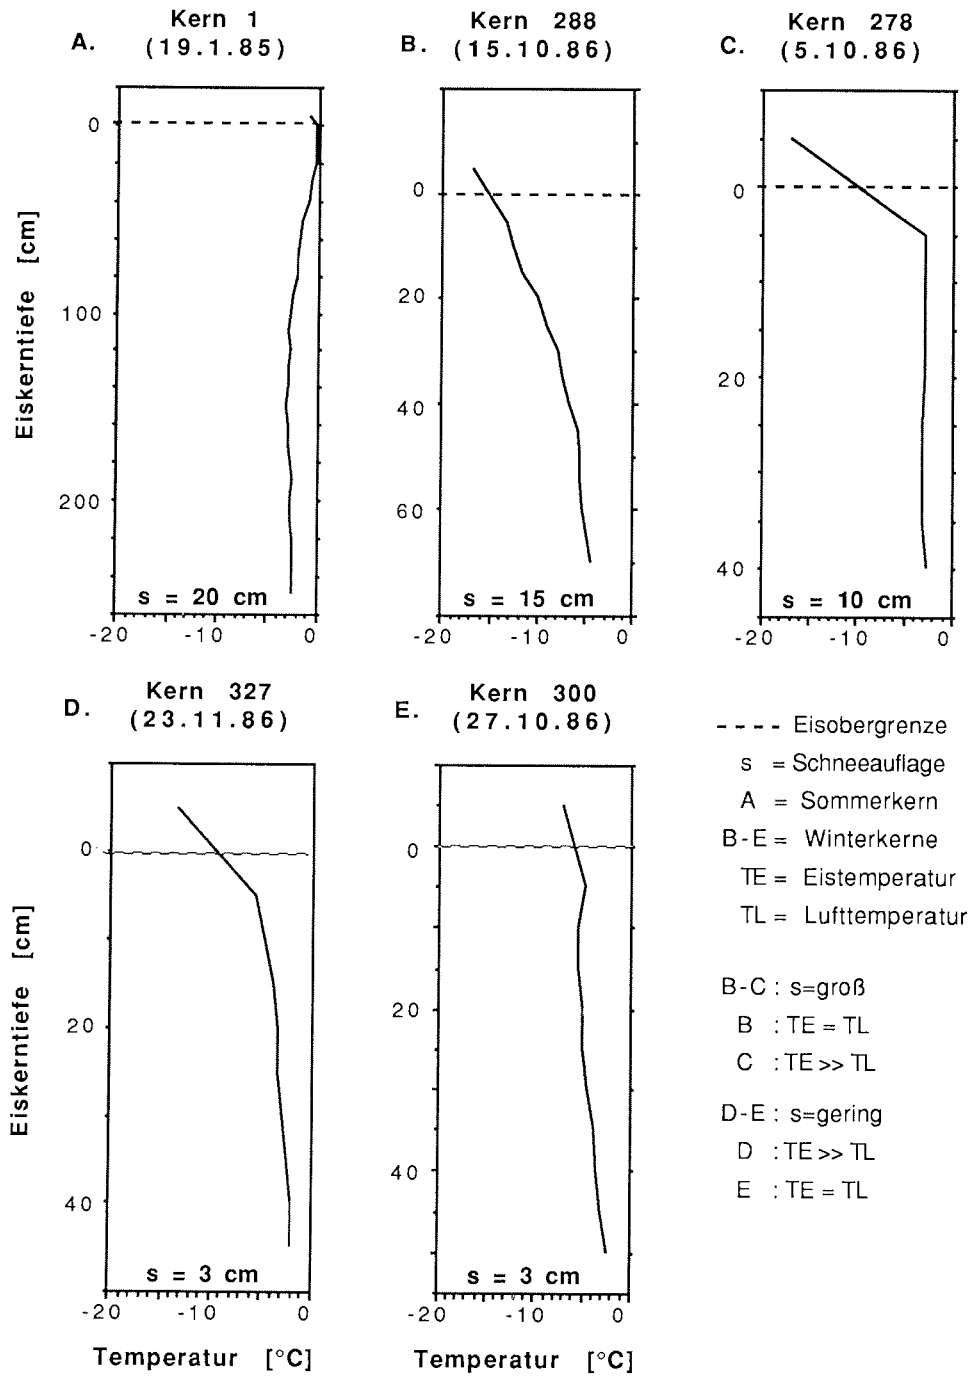 A.
Kern 1
(19.1.85)
B.
Kern 288
(15.10.86)
C.
Kern 278
(5.10.86)
Eiskerntiefe [cm]
0
100
200
s = 20 cm
-20 -10 0
0
20
40
60
s = 15 cm
-20 -10 0
0
20
40
s = 10 cm
-20 -10 0
D.
Kern 327
(23.11.86)
E.
Kern 300
(27.10.86)
Eiskerntiefe [cm]
0
20
40
s = 3 cm
-20 -10 0
Temperatur [°C]
0
20
40
s = 3 cm
-20 -10 0
Temperatur [°C]
---- Eisobergrenze
s = Schneeauflage
A = Sommerkern
B-E = Winterkerne
TE = Eistemperatur
TL = Lufttemperatur
B-C : s=groß
B : TE = TL
C : TE >> TL
D-E : s=gering
D : TE >> TL
E : TE = TL